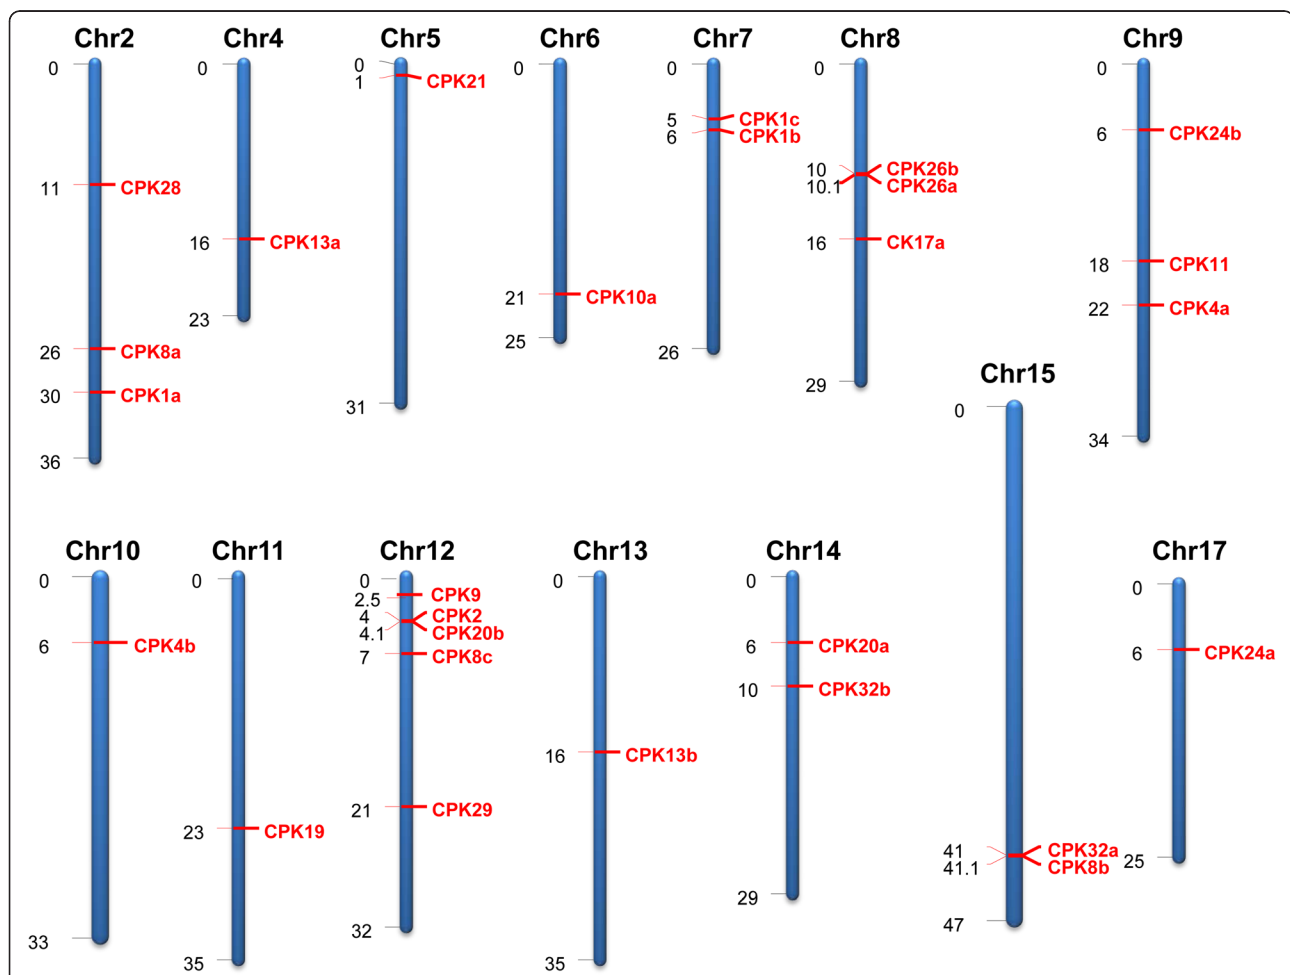 Chr2
0
11 CPK28
26 CPK8a
30 CPK1a
36
Chr4
0
16 CPK13a
23
Chr5
0
1 CPK21
31
Chr6
0
21 CPK10a
25
Chr7
0
5 CPK1c
6 CPK1b
26
Chr8
0
10 CPK26b
10.1 CPK26a
16 CK17a
29
Chr9
0
6 CPK24b
18 CPK11
22 CPK4a
34
Chr10
0
6 CPK4b
33
Chr11
0
23 CPK19
35
Chr12
0
2.5 CPK9
4 CPK2
4.1 CPK20b
7 CPK8c
21 CPK29
32
Chr13
0
16 CPK13b
35
Chr14
0
6 CPK20a
10 CPK32b
29
Chr15
0
41 CPK32a
41.1 CPK8b
47
Chr17
0
6 CPK24a
25